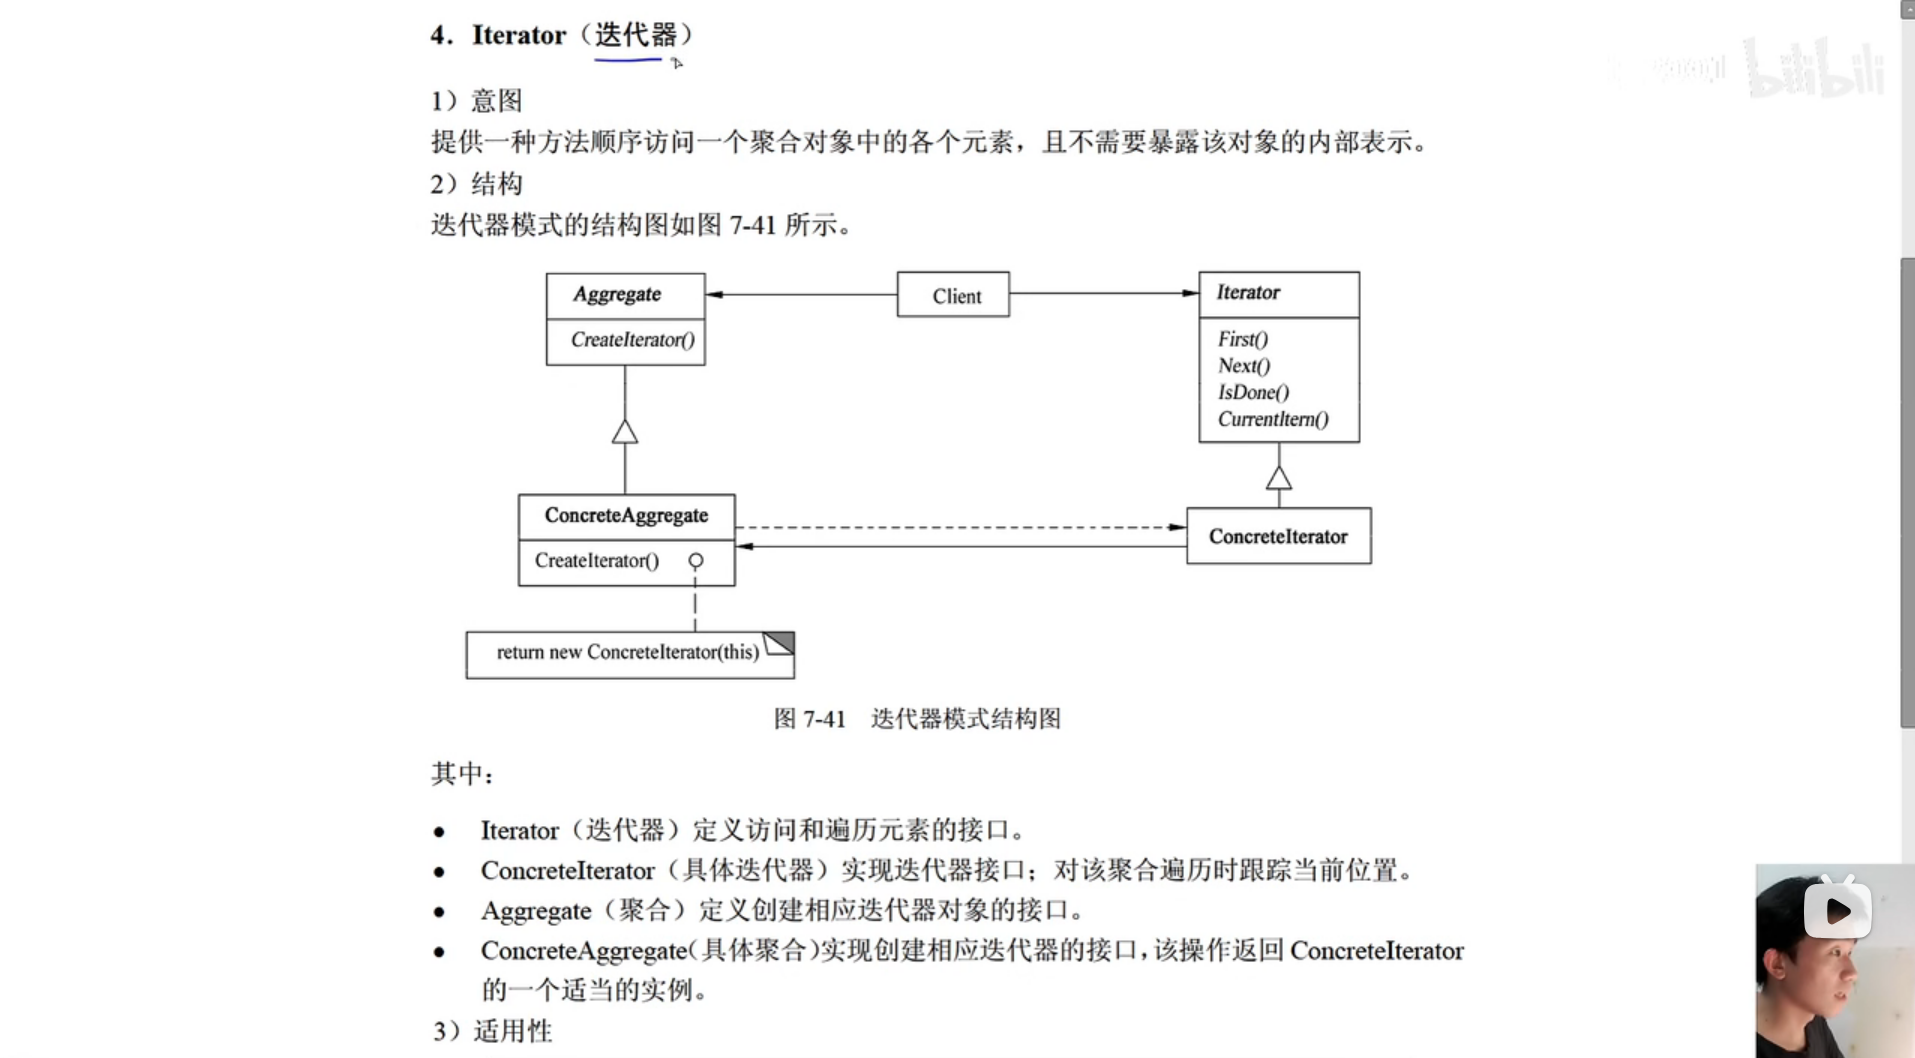 4. Iterator（迭代器）
bilibili
1）意图
提供一种方法顺序访问一个聚合对象中的各个元素，且不需要暴露该对象的内部表示。
2）结构
迭代器模式的结构图如图 7-41 所示。
Aggregate
CreateIterator()
Client
Iterator
First()
Next()
IsDone()
CurrentItern()
ConcreteAggregate
CreateIterator()
ConcreteIterator
return new ConcreteIterator(this)
图 7-41 迭代器模式结构图
其中：
● Iterator（迭代器）定义访问和遍历元素的接口。
● ConcreteIterator（具体迭代器）实现迭代器接口；对该聚合遍历时跟踪当前位置。
● Aggregate（聚合）定义创建相应迭代器对象的接口。
● ConcreteAggregate（具体聚合）实现创建相应迭代器的接口，该操作返回 ConcreteIterator
的一个适当的实例。
3）适用性